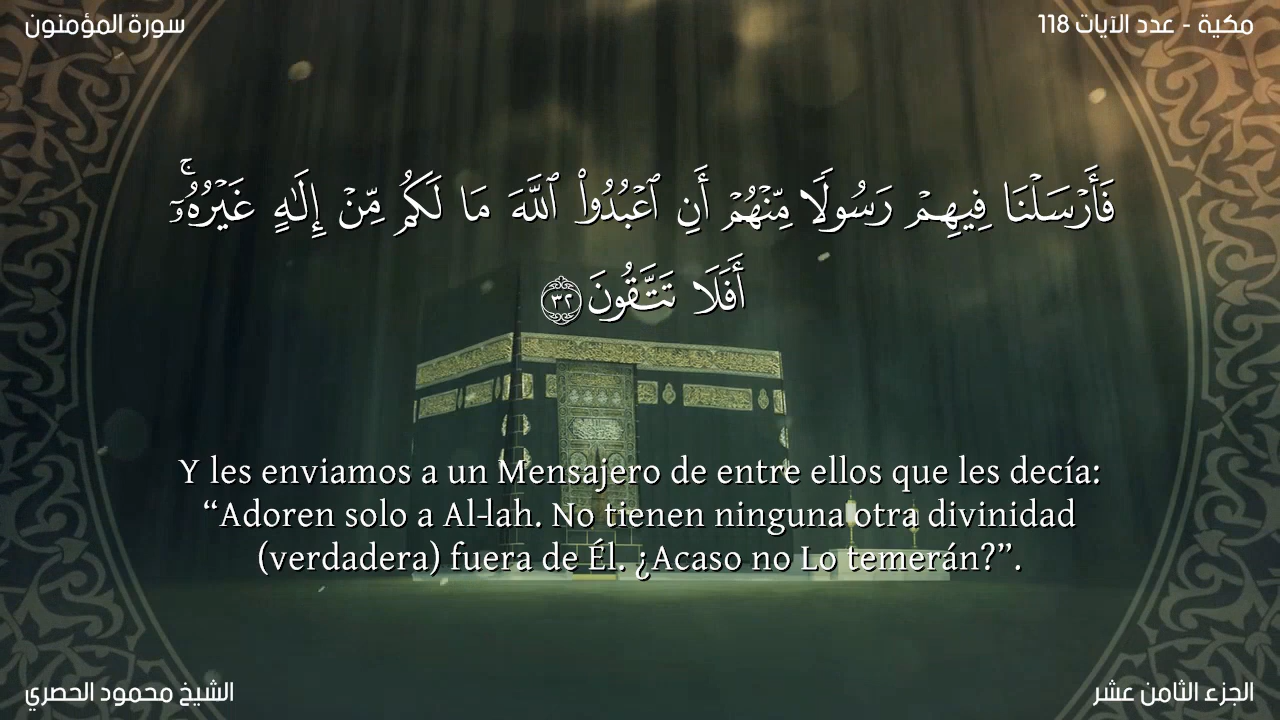 سورة المؤمنون
مكية - عدد الآيات 118
فَأَرْسَلْنَا فِيهِمْ رَسُولًا مِّنْهُمْ أَنِ ٱعْبُدُوا۟ ٱللَّهَ مَا لَكُم مِّنْ إِلَـٰهٍ غَيْرُهُۥٓ ۚ
أَفَلَا تَتَّقُونَ ٣٢
Y les enviamos a un Mensajero de entre ellos que les decía:
“Adoren solo a Al-lah. No tienen ninguna otra divinidad
(verdadera) fuera de Él. ¿Acaso no Lo temerán?”.
الشيخ محمود الحصري
الجزء الثامن عشر